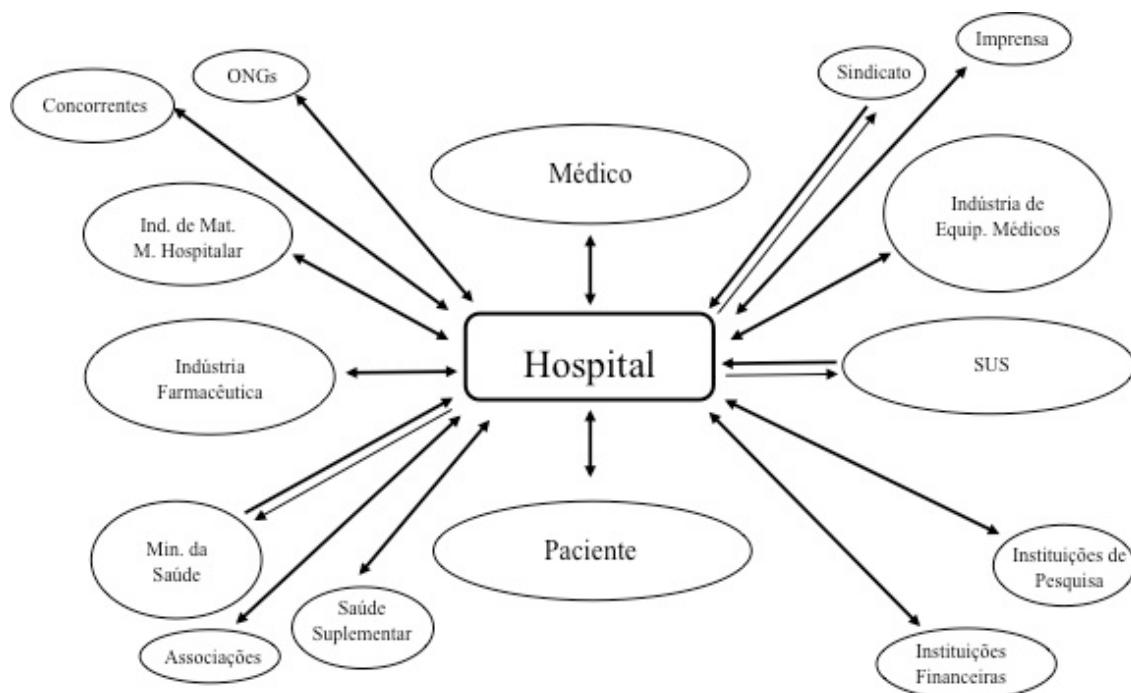 Imprensa
ONGs
Sindicato
Concorrentes
Médico
Ind. de Mat.
M. Hospitalar
Indústria de
Equip. Médicos
Hospital
Indústria
Farmacêutica
SUS
Min. da
Saúde
Paciente
Instituições de
Pesquisa
Saúde
Suplementar
Associações
Instituições
Financeiras